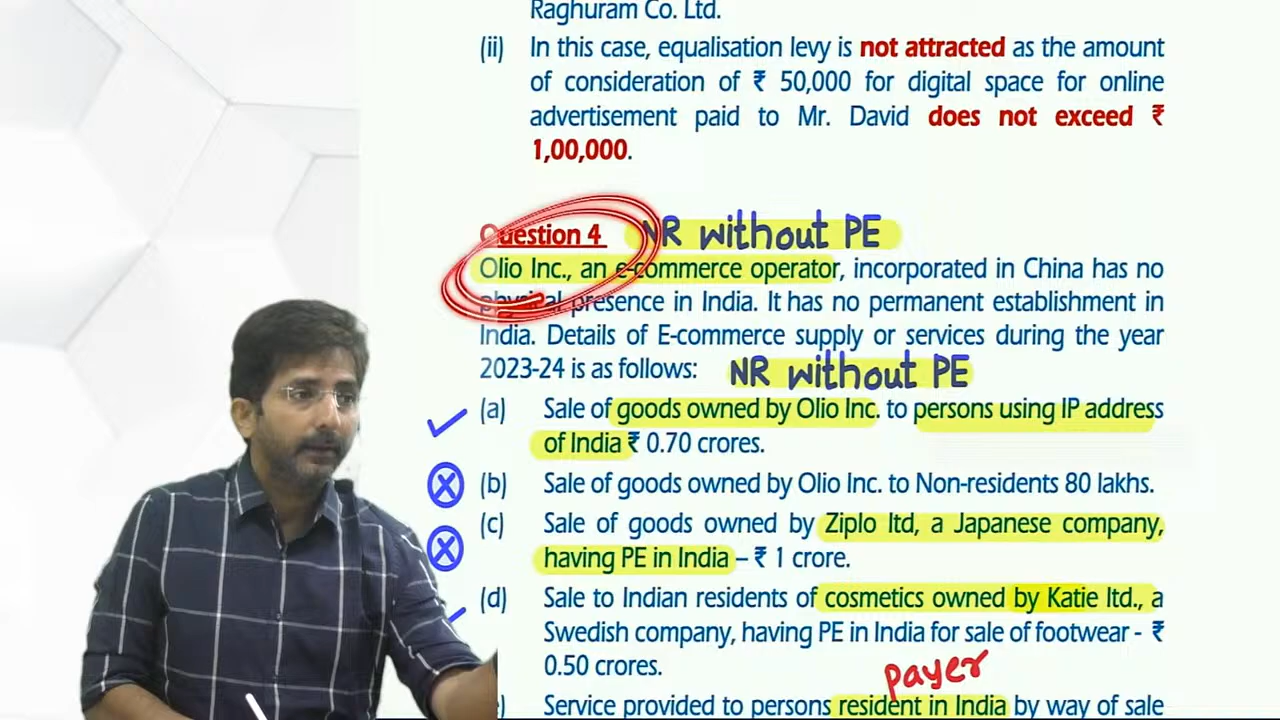 Raghuram Co. Ltd.
(ii) In this case, equalisation levy is not attracted as the amount
of consideration of ₹ 50,000 for digital space for online
advertisement paid to Mr. David does not exceed ₹
1,00,000.
Question 4 NR without PE
Olio Inc., an e-commerce operator, incorporated in China has no
physical presence in India. It has no permanent establishment in
India. Details of E-commerce supply or services during the year
2023-24 is as follows: NR without PE
(a) Sale of goods owned by Olio Inc. to persons using IP address
of India ₹ 0.70 crores.
(b) Sale of goods owned by Olio Inc. to Non-residents 80 lakhs.
(c) Sale of goods owned by Ziplo ltd, a Japanese company,
having PE in India – ₹ 1 crore.
(d) Sale to Indian residents of cosmetics owned by Katie ltd., a
Swedish company, having PE in India for sale of footwear - ₹
0.50 crores.
payer
Service provided to persons resident in India by way of sale